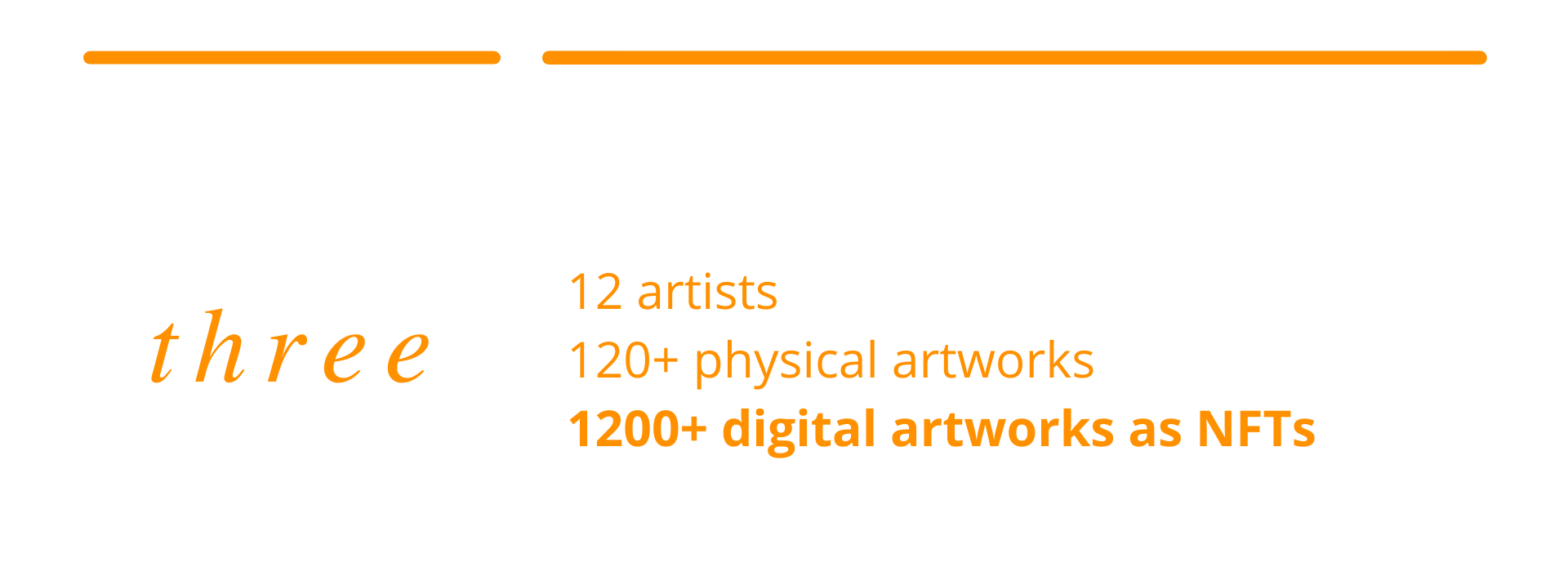 three
12 artists
120+ physical artworks
1200+ digital artworks as NFTs